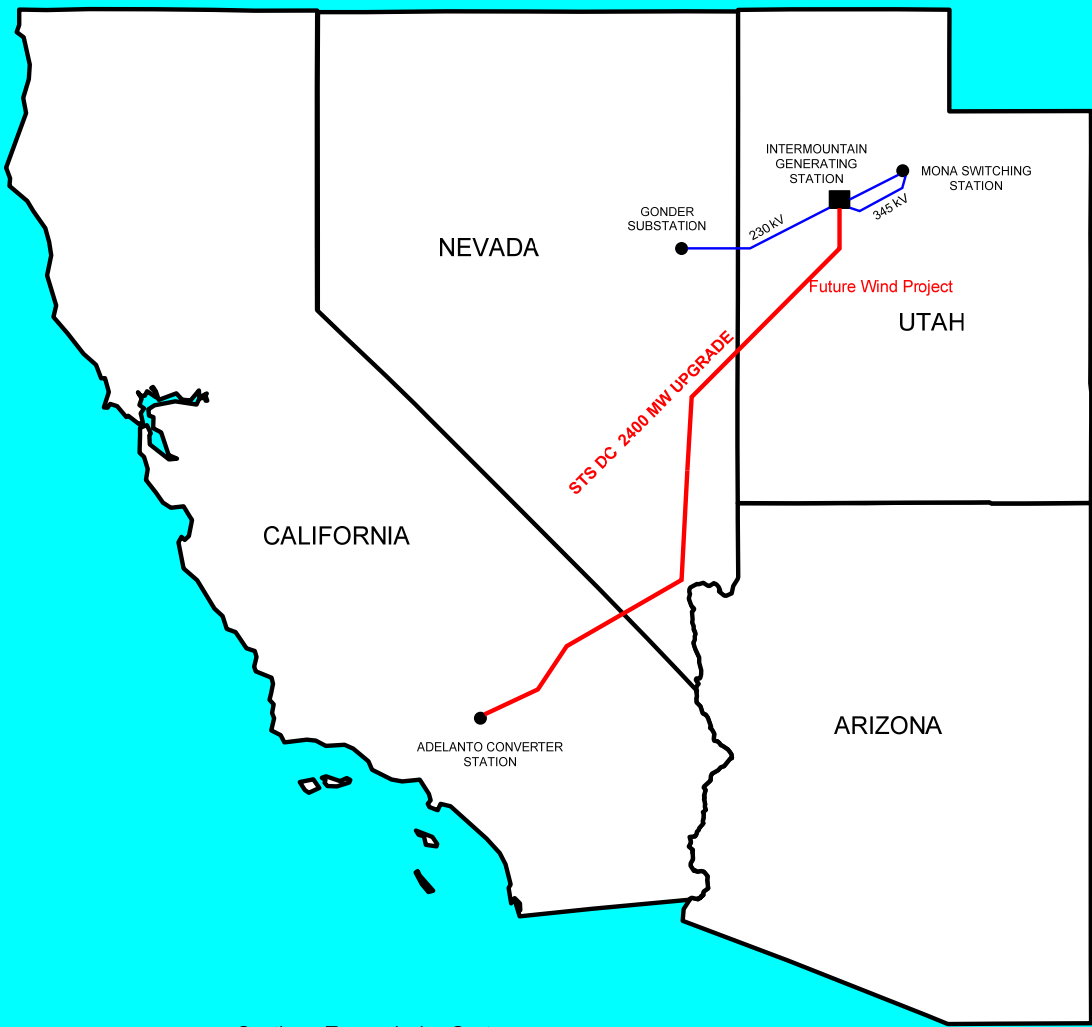 INTERMOUNTAIN
GENERATING
STATION
MONA SWITCHING
STATION
345 kV
GONDER
SUBSTATION
230 kV
NEVADA
Future Wind Project
UTAH
STS DC 2400 MW UPGRADE
CALIFORNIA
ARIZONA
ADELANTO CONVERTER
STATION